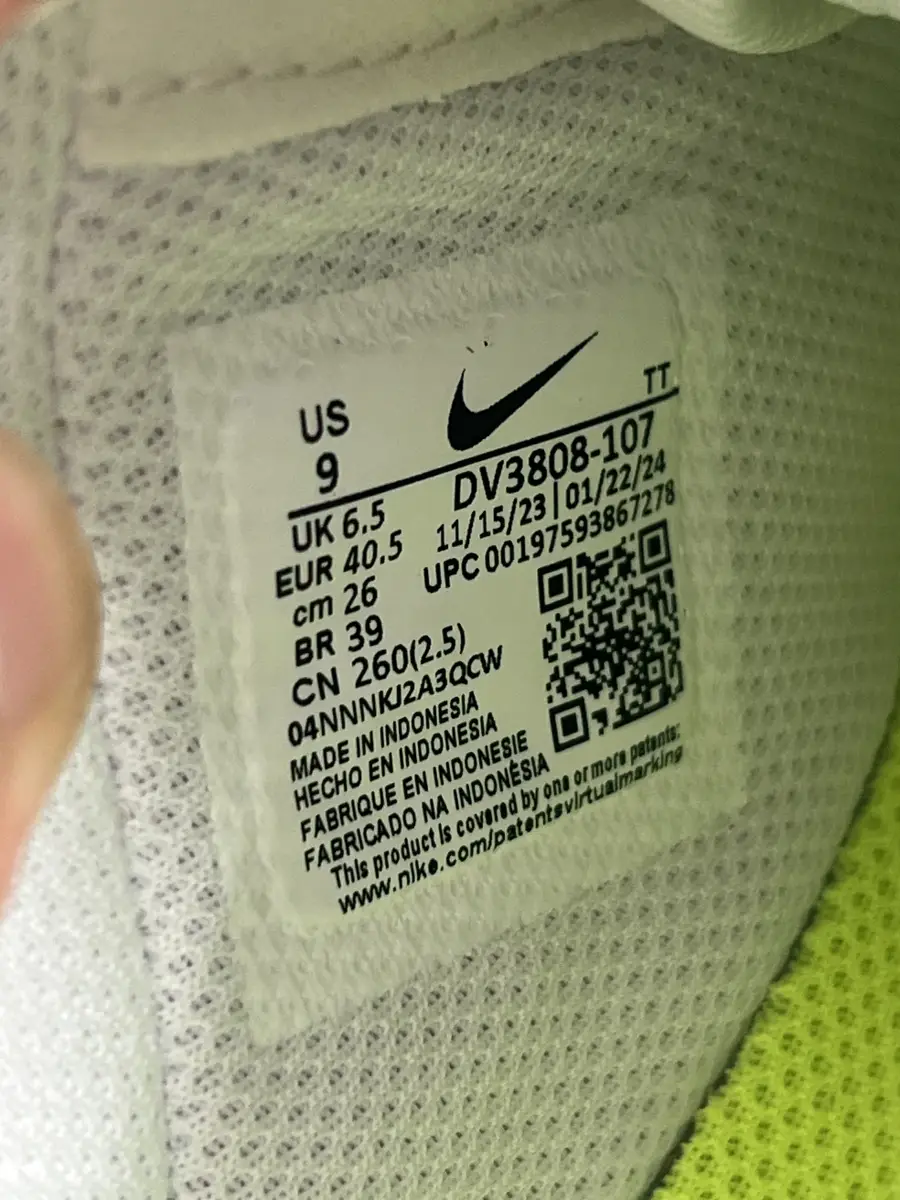 US
9
TT
DV3808-107
UK 6.5
11/15/23 | 01/22/24
EUR 40.5
UPC 00197593867278
cm 26
BR 39
CN 260(2.5)
04NNNKJ2A3QCW
MADE IN INDONESIA
HECHO EN INDONESIA
FABRIQUE EN INDONESIE
FABRICADO NA INDONÉSIA
This product is covered by one or more patents:
www.nike.com/patentsvirtualmarking